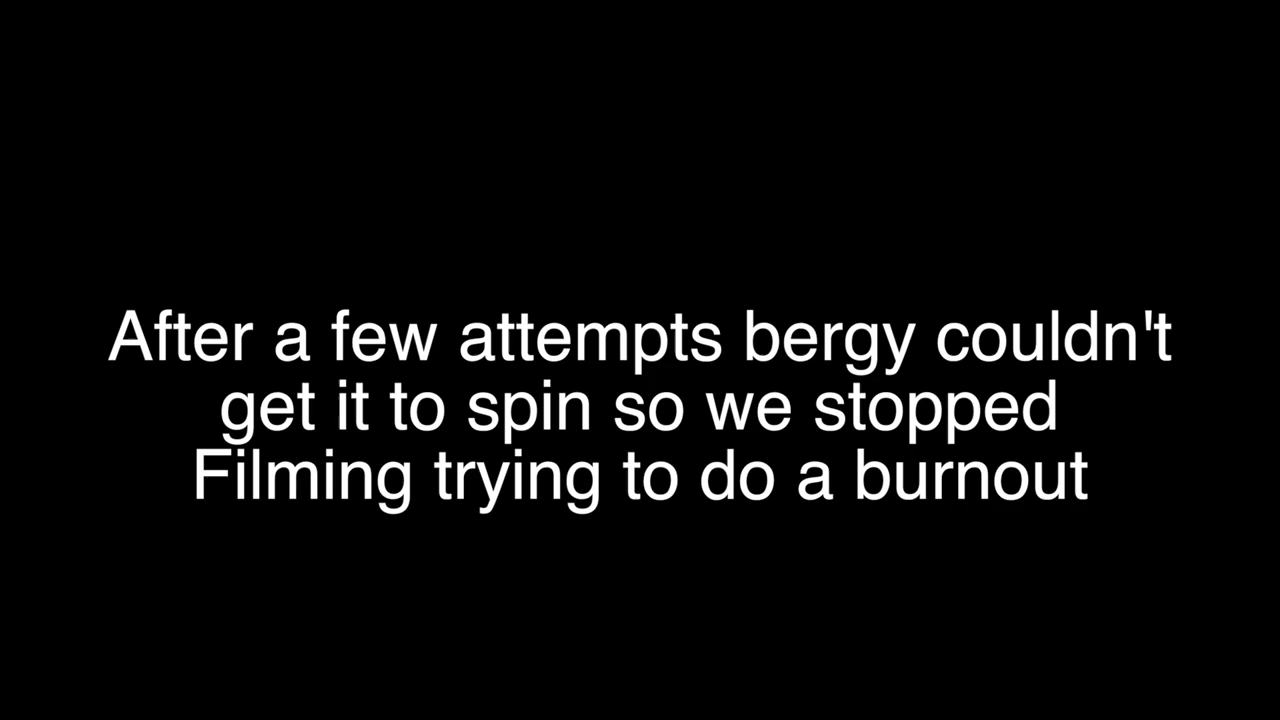 After a few attempts bergy couldn't
get it to spin so we stopped
Filming trying to do a burnout